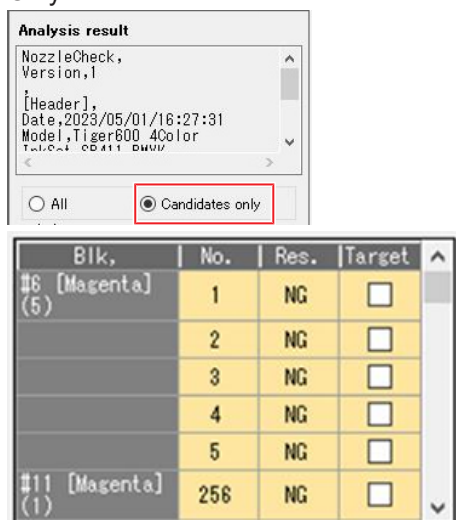 Analysis result
NozzleCheck,
Version,1
,
[Header],
Date,2023/05/01/16:27:31
Model,Tiger600 4Color
All
Candidates only
Blk, No. Res. Target
#6 [Magenta] (5) 1 NG
2 NG
3 NG
4 NG
5 NG
#11 [Magenta] (1) 256 NG